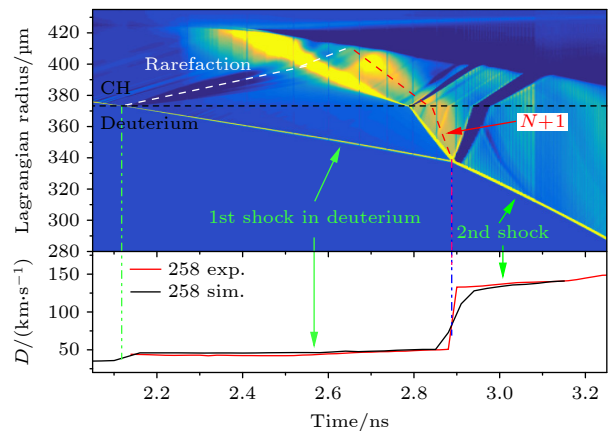 420
400
380
360
340
320
300
280
Lagrangian radius/μm
Rarefaction
CH
Deuterium
N+1
1st shock in deuterium
2nd shock
150
100
50
D/(km·s⁻¹)
258 exp.
258 sim.
2.2 2.4 2.6 2.8 3.0 3.2
Time/ns